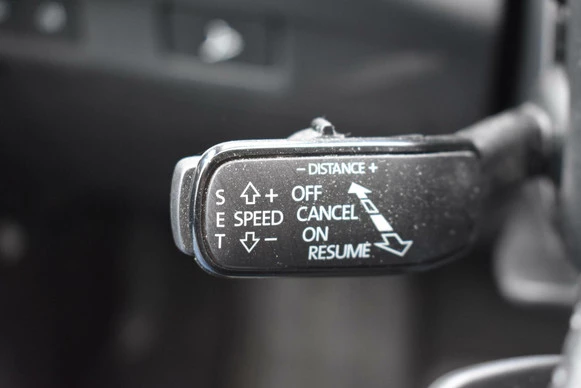 - DISTANCE +
S E T
+
SPEED
-
OFF
CANCEL
ON
RESUME